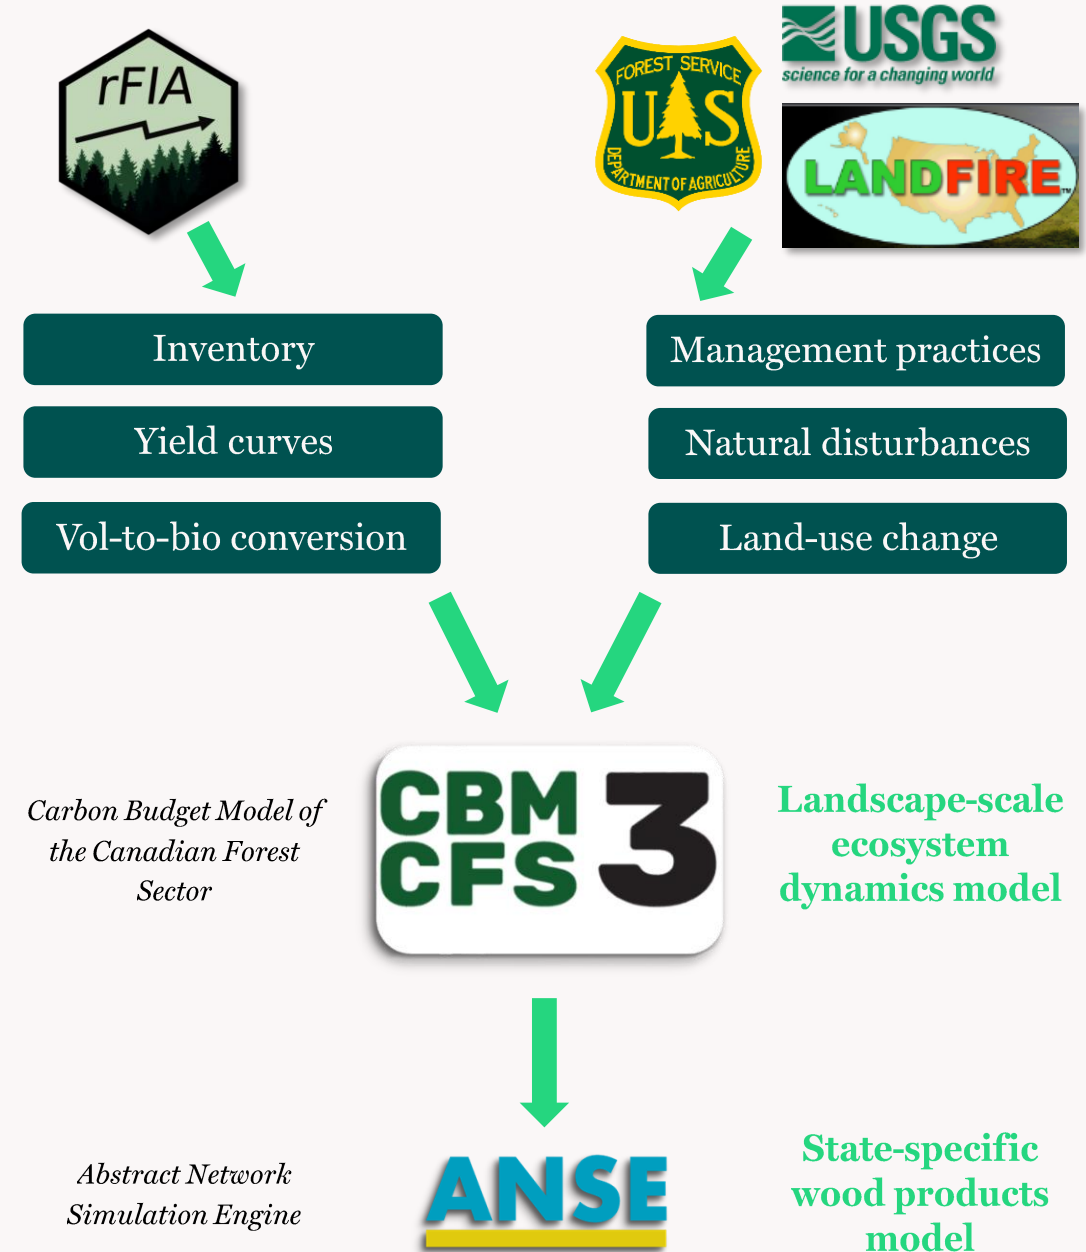 rFIA
FOREST SERVICE
UAS
DEPARTMENT OF AGRICULTURE
USGS
science for a changing world
LANDFIRE™
Inventory
Yield curves
Vol-to-bio conversion
Management practices
Natural disturbances
Land-use change
Carbon Budget Model of
the Canadian Forest
Sector
CBM
CFS
3
Landscape-scale
ecosystem
dynamics model
Abstract Network
Simulation Engine
ANSE
State-specific
wood products
model